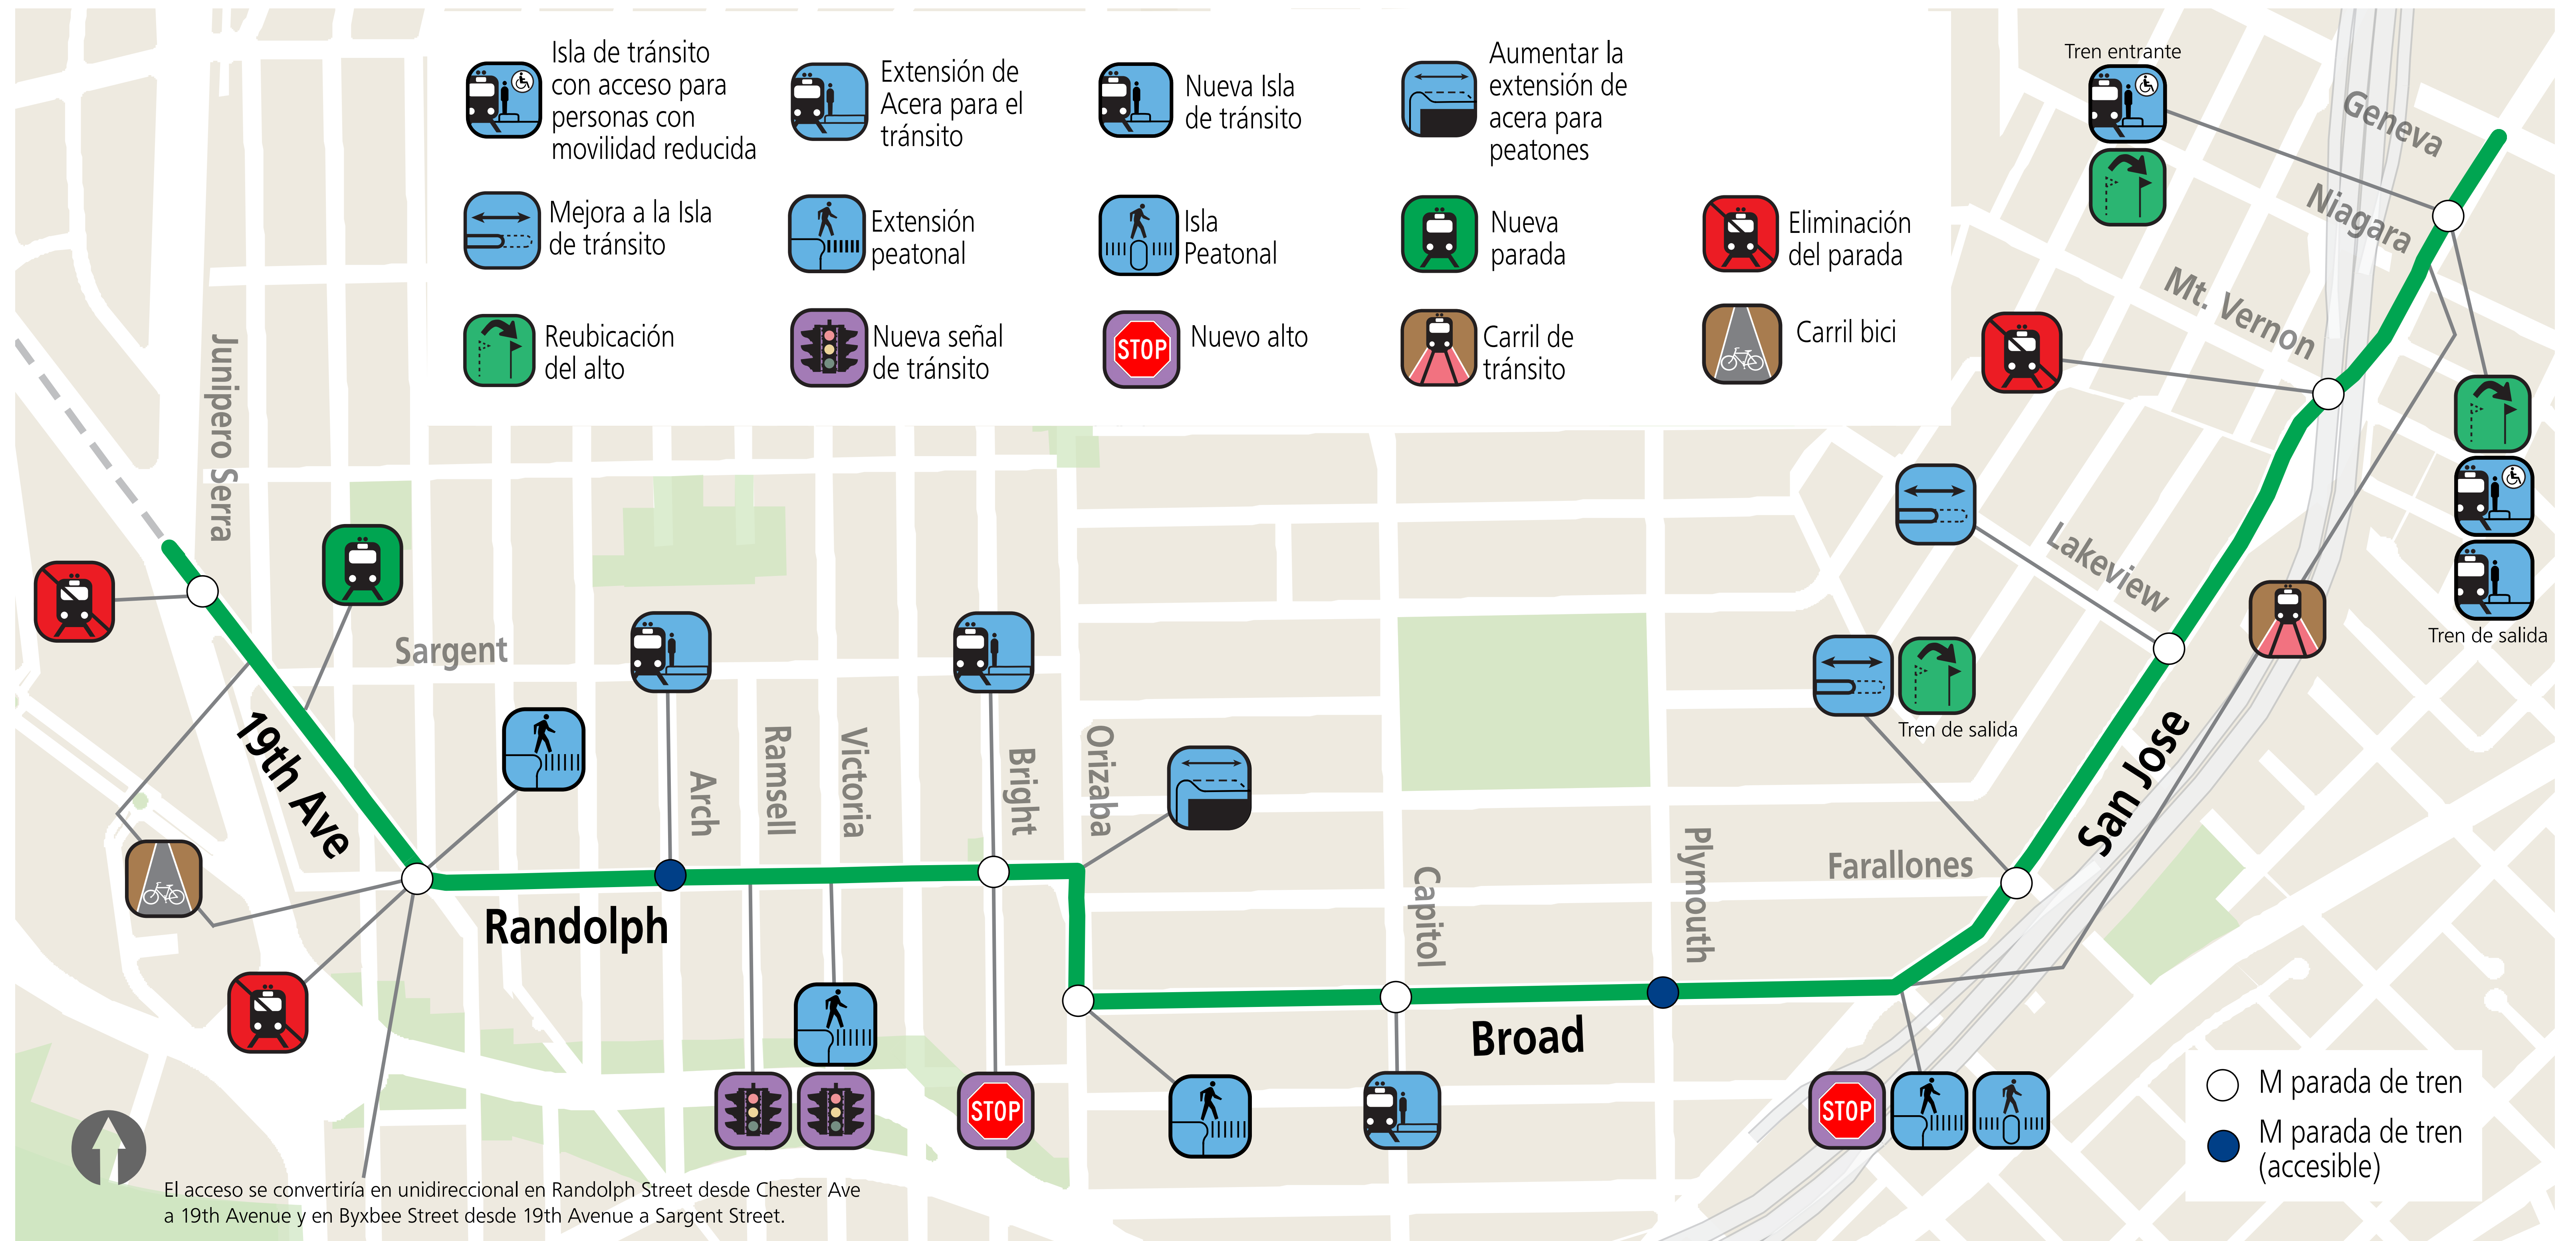 Isla de tránsito
con acceso para
personas con
movilidad reducida
Extensión de
Acera para el
tránsito
Nueva Isla
de tránsito
Aumentar la
extensión de
acera para
peatones
Mejora a la Isla
de tránsito
Extensión
peatonal
Isla
Peatonal
Nueva
parada
Eliminación
del parada
Reubicación
del alto
Nueva señal
de tránsito
STOP
Nuevo alto
Carril de
tránsito
Carril bici
Tren entrante
Geneva
Niagara
Mt. Vernon
Lakeview
Tren de salida
Tren de salida
Farallones
San Jose
Junipero Serra
Sargent
19th Ave
Randolph
Arch
Ramsell
Victoria
Bright
Orizaba
Capitol
Plymouth
Broad
STOP
STOP
M parada de tren
M parada de tren
(accesible)
El acceso se convertiría en unidireccional en Randolph Street desde Chester Ave
a 19th Avenue y en Byxbee Street desde 19th Avenue a Sargent Street.